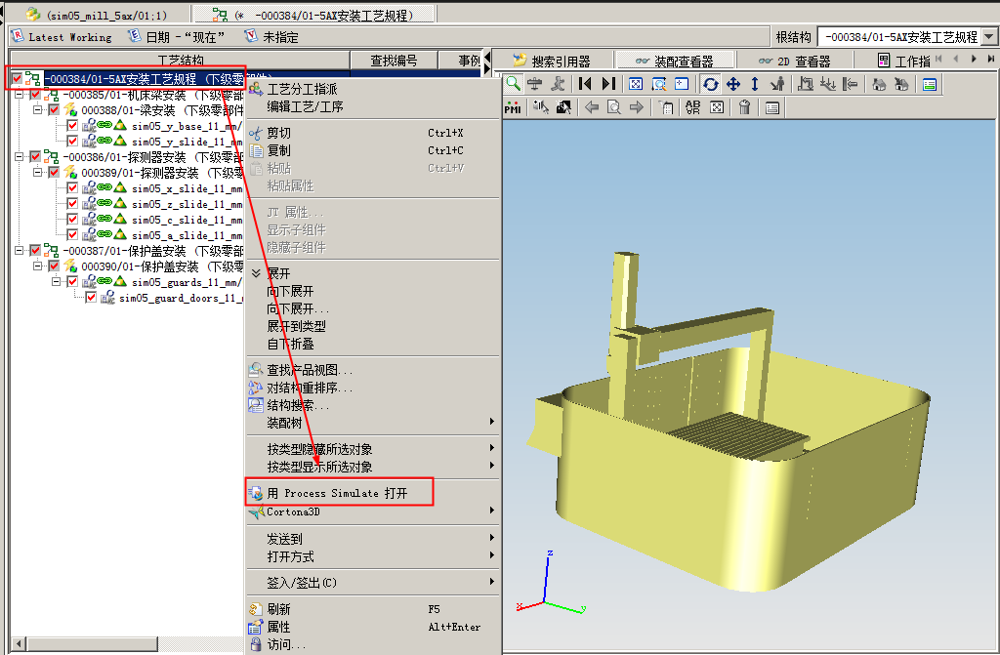 (sim05_mill_5ax/01;1)
(* -000384/01-5AX安装工艺规程)
Latest Working
日期 - “现在”
未指定
根结构
-000384/01-5AX安装工艺规程
工艺结构
查找编号
事例
搜索引用器
装配查看器
2D 查看器
工作指
-000384/01-5AX安装工艺规程 (下级零部件)
-000385/01-机床梁安装 (下级零部
000388/01-梁安装 (下级零部件
sim05_y_base_11_mm/
sim05_y_slide_11_mm
-000386/01-探测器安装 (下级零部
000389/01-探测器安装 (下级零
sim05_x_slide_11_mm
sim05_z_slide_11_mm
sim05_c_slide_11_mm
sim05_a_slide_11_mm
-000387/01-保护盖安装 (下级零部
000390/01-保护盖安装 (下级零
sim05_guards_11_mm/
sim05_guard_doors_11_
工艺分工指派
编辑工艺/工序
剪切 Ctrl+X
复制 Ctrl+C
粘贴 Ctrl+V
粘贴属性
JT 属性...
显示子组件
隐藏子组件
展开
向下展开
向下展开...
展开到类型
自下折叠
查找产品视图...
对结构重排序...
结构搜索...
装配树
按类型隐藏所选对象
按类型显示所选对象
用 Process Simulate 打开
Cortona3D
发送到
打开方式
签入/签出(C)
刷新 F5
属性 Alt+Enter
访问...
PMI
AB
z
x
y